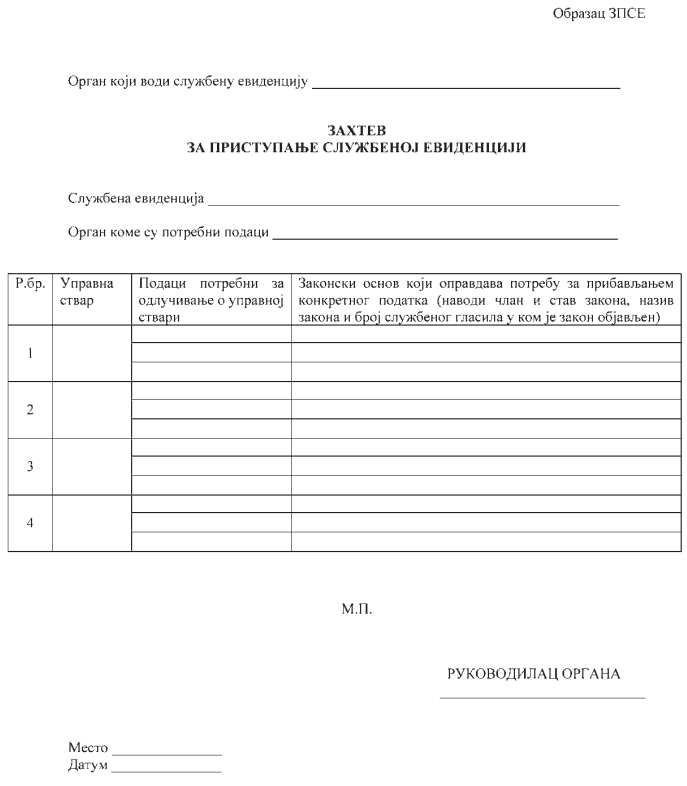 Образац ЗПСЕ
Орган који води службену евиденцију
ЗАХТЕВ
ЗА ПРИСТУПАЊЕ СЛУЖБЕНОЈ ЕВИДЕНЦИЈИ
Службена евиденција
Орган коме су потребни подаци
Р.бр.
Управна
ствар
Подаци потребни за
одлучивање о управној
ствари
Законски основ који оправдава потребу за прибављањем
конкретног податка (наводи члан и став закона, назив
закона и број службеног гласила у ком је закон објављен)
1
2
3
4
М.П.
РУКОВОДИЛАЦ ОРГАНА
Место
Датум